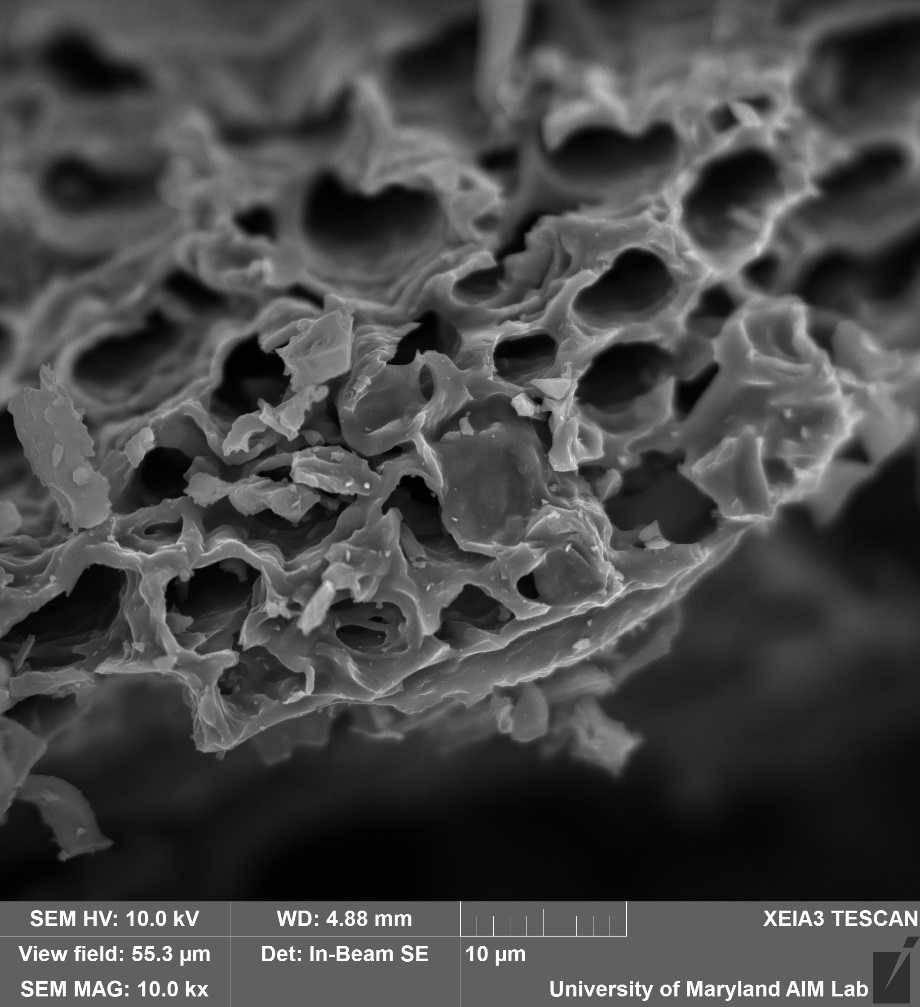 SEM HV: 10.0 kV WD: 4.88 mm XEIA3 TESCAN
View field: 55.3 µm Det: In-Beam SE 10 µm
SEM MAG: 10.0 kx University of Maryland AIM Lab